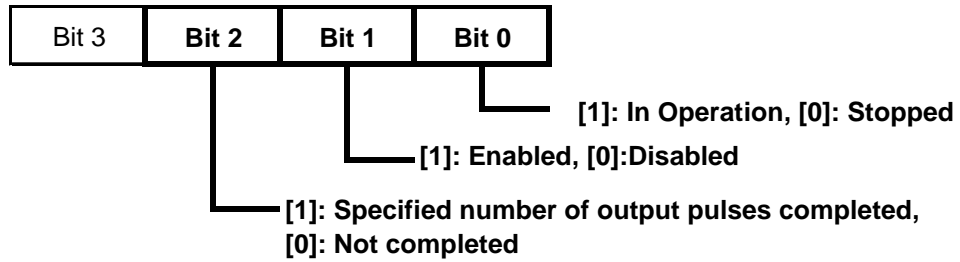 Bit 3 Bit 2 Bit 1 Bit 0
[1]: In Operation, [0]: Stopped
[1]: Enabled, [0]:Disabled
[1]: Specified number of output pulses completed,
[0]: Not completed